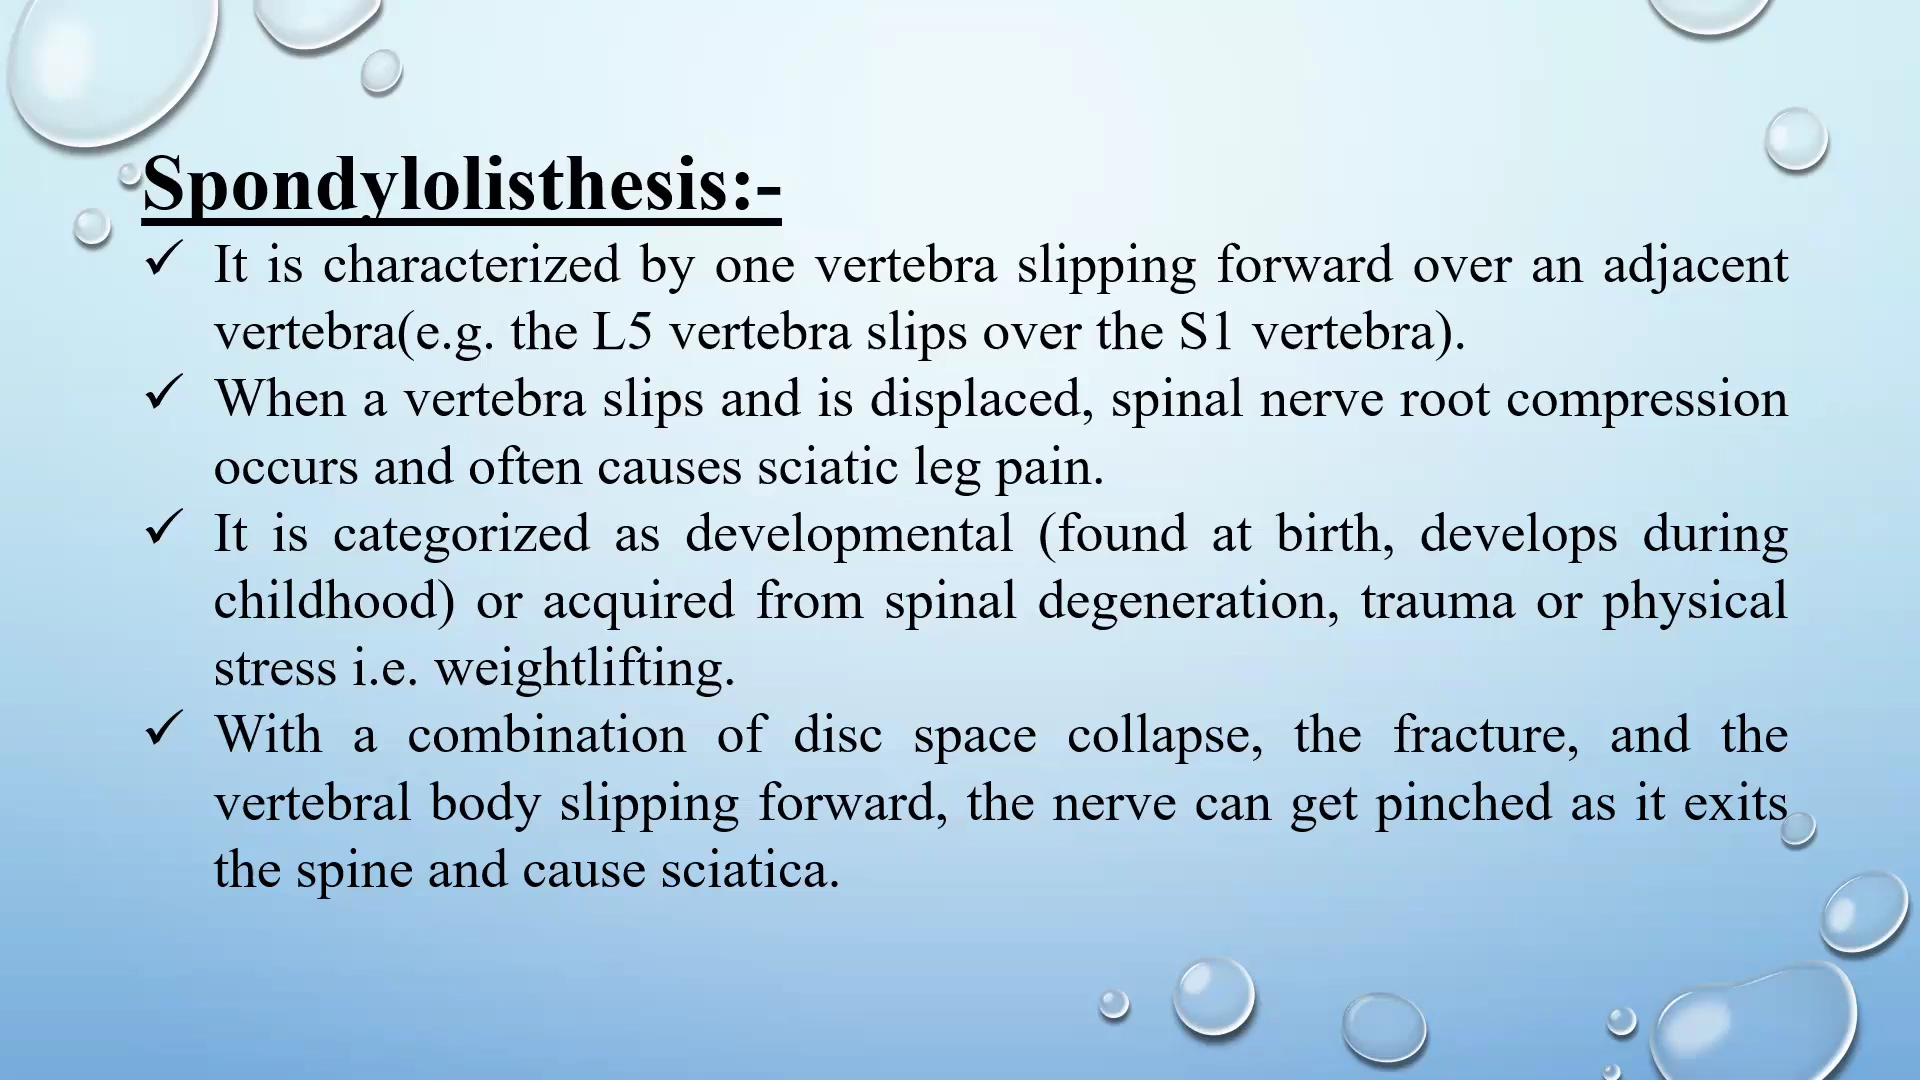 Spondylolisthesis:-
✓ It is characterized by one vertebra slipping forward over an adjacent
vertebra(e.g. the L5 vertebra slips over the S1 vertebra).
✓ When a vertebra slips and is displaced, spinal nerve root compression
occurs and often causes sciatic leg pain.
✓ It is categorized as developmental (found at birth, develops during
childhood) or acquired from spinal degeneration, trauma or physical
stress i.e. weightlifting.
✓ With a combination of disc space collapse, the fracture, and the
vertebral body slipping forward, the nerve can get pinched as it exits
the spine and cause sciatica.